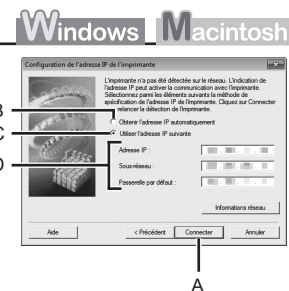 Windows Macintosh
Configuration de l'adresse IP de l'imprimante
L'imprimante n'a pas été détectée sur le réseau. L'indication de
l'adresse IP peut activer la communication avec l'imprimante.
Sélectionnez parmi les éléments suivants la méthode de
spécification de l'adresse IP de l'imprimante. Cliquez sur Connecter
relancer la détection de l'imprimante.
B
Obtenir l'adresse IP automatiquement
C
Utiliser l'adresse IP suivante
D
Adresse IP :
Sous-réseau :
Passerelle par défaut :
Informations réseau
Aide
< Précédent
Connecter
Annuler
A